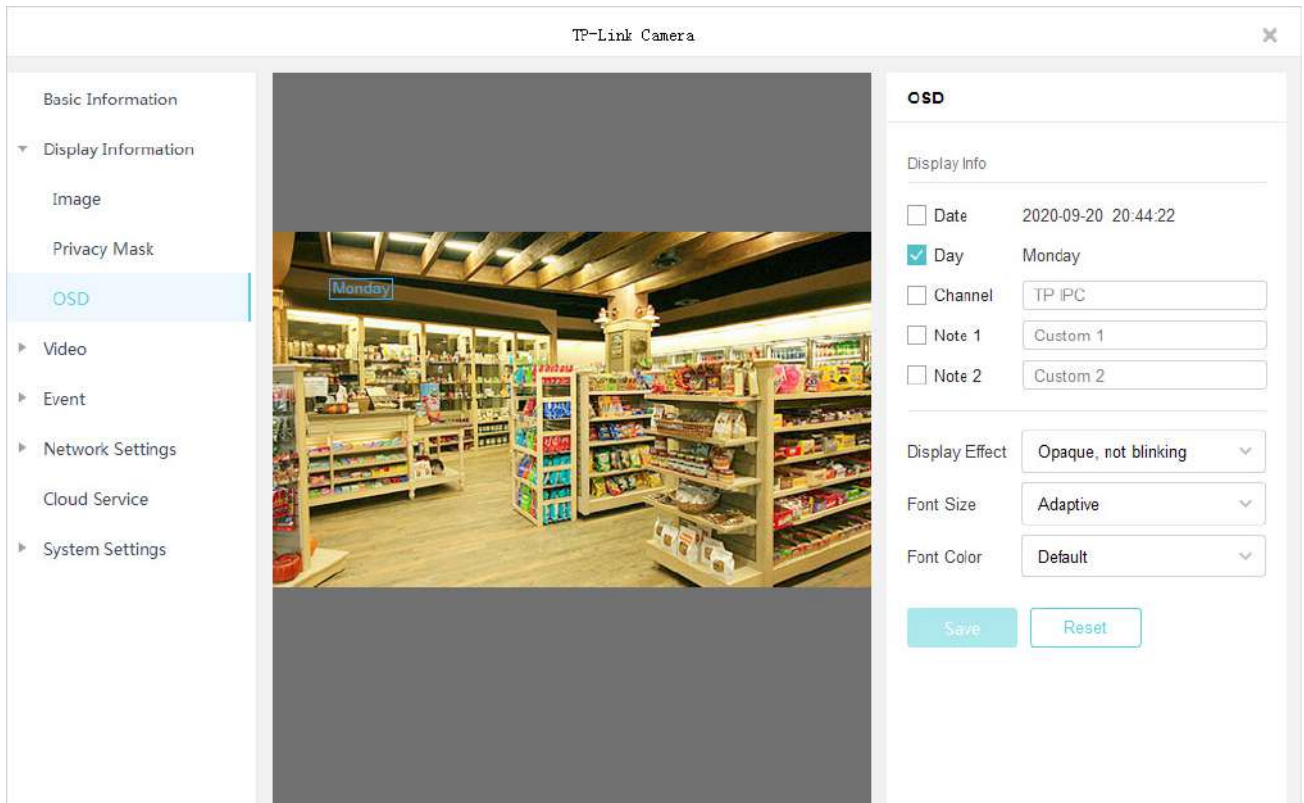 TP-Link Camera
Basic Information
Display Information
Image
Privacy Mask
OSD
Video
Event
Network Settings
Cloud Service
System Settings
Monday
OSD
Display Info
Date 2020-09-20 20:44:22
Day Monday
Channel TP IPC
Note 1 Custom 1
Note 2 Custom 2
Display Effect Opaque, not blinking
Font Size Adaptive
Font Color Default
Save Reset